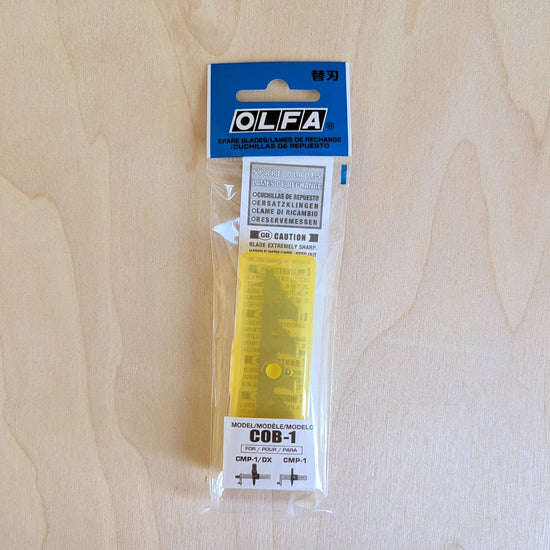 替刃
OLFA®
SPARE BLADES/LAMES DE RECHANGE
/CUCHILLAS DE REPUESTO
SPARE BLADES
LAMES DE RECHANGE
CUCHILLAS DE REPUESTO
ERSATZKLINGEN
LAME DI RICAMBIO
RESERVEMESSEN
GB CAUTION
BLADE EXTREMELY SHARP.
MODEL/MODÈLE/MODELO
COB-1
FOR / POUR / PARA
CMP-1/DX CMP-1